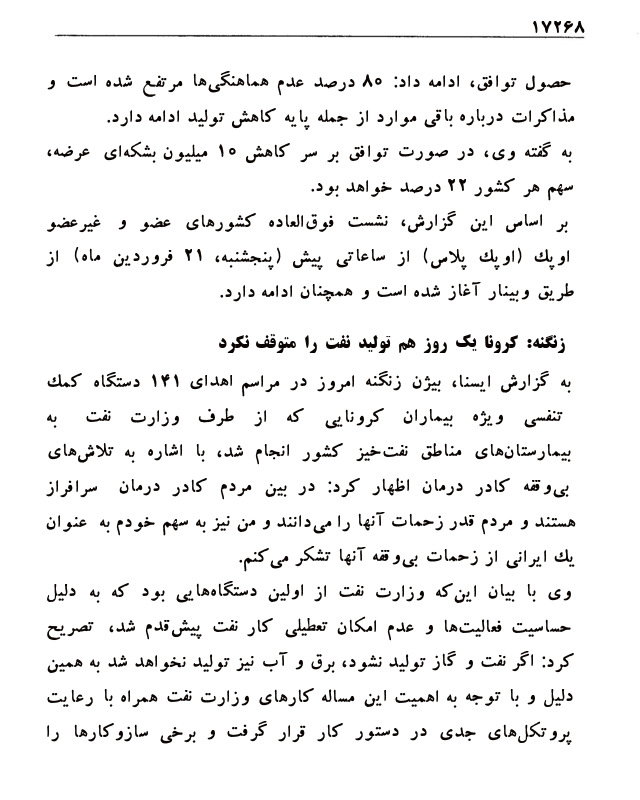 ۱۷۲۶۸
حصول توافق، ادامه داد: ۸۰ درصد عدم هماهنگی‌ها مرتفع شده است و
مذاکرات درباره باقی موارد از جمله پایه کاهش تولید ادامه دارد.
به گفته وی، در صورت توافق بر سر کاهش ۱۵ میلیون بشکه‌ای عرضه،
سهم هر کشور ۲۲ درصد خواهد بود.
بر اساس این گزارش، نشست فوق‌العاده کشورهای عضو و غیرعضو
اوپك (اوپك پلاس) از ساعاتی پیش (پنجشنبه، ۲۱ فروردین ماه) از
طریق وبینار آغاز شده است و همچنان ادامه دارد.
زنگنه: کرونا یک روز هم تولید نفت را متوقف نکرد
به گزارش ایسنا، بیژن زنگنه امروز در مراسم اهدای ۱۴۱ دستگاه کمك
تنفسی ویژه بیماران کرونایی که از طرف وزارت نفت به
بیمارستان‌های مناطق نفت‌خیز کشور انجام شد، با اشاره به تلاش‌های
بی‌وقفه کادر درمان اظهار کرد: در بین مردم کادر درمان سرافراز
هستند و مردم قدر زحمات آنها را می‌دانند و من نیز به سهم خودم به عنوان
یك ایرانی از زحمات بی‌وقفه آنها تشکر می‌کنم.
وی با بیان این‌که وزارت نفت از اولین دستگاه‌هایی بود که به دلیل
حساسیت فعالیت‌ها و عدم امکان تعطیلی کار نفت پیش‌قدم شد، تصریح
کرد: اگر نفت و گاز تولید نشود، برق و آب نیز تولید نخواهد شد به همین
دلیل و با توجه به اهمیت این مساله کارهای وزارت نفت همراه با رعایت
پروتکل‌های جدی در دستور کار قرار گرفت و برخی سازوکارها را